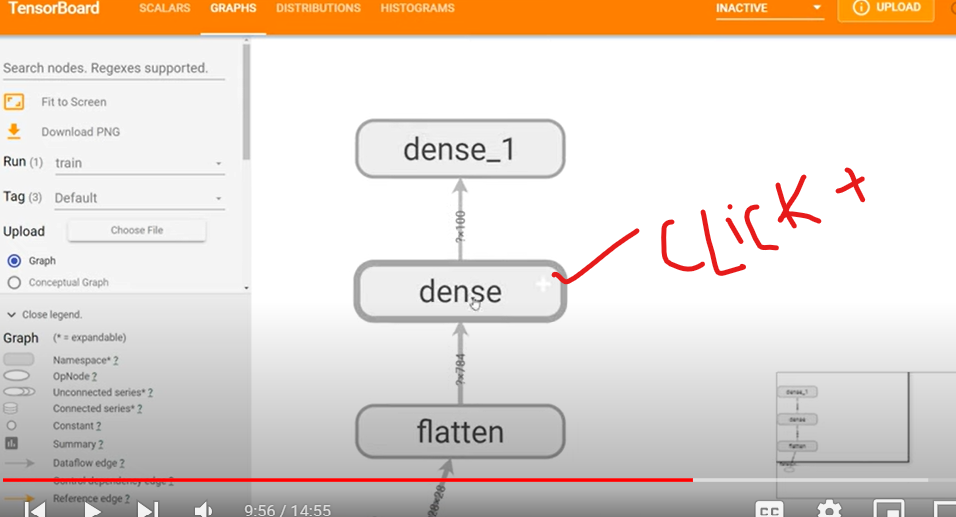 TensorBoard SCALARS GRAPHS DISTRIBUTIONS HISTOGRAMS INACTIVE UPLOAD
Search nodes. Regexes supported.
Fit to Screen
Download PNG
Run (1) train
Tag (3) Default
Upload Choose File
Graph
Conceptual Graph
Close legend.
Graph (* = expandable)
Namespace* ?
OpNode ?
Unconnected series* ?
Connected series* ?
Constant ?
Summary ?
Dataflow edge ?
Control dependency edge ?
Reference edge ?
dense_1
?×100
dense
CLICK +
?×784
flatten
28×28
dense_1
dense
flatten
9:56 / 14:55
CC